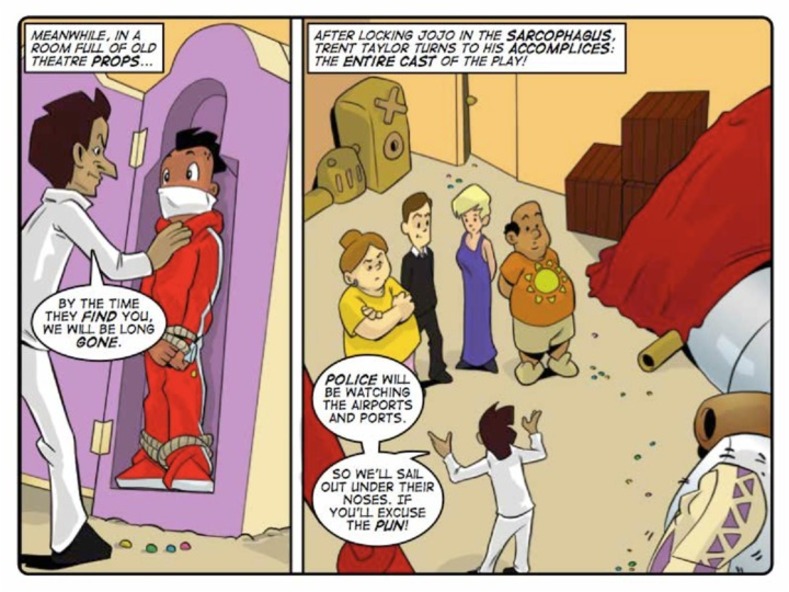 MEANWHILE, IN A
ROOM FULL OF OLD
THEATRE PROPS...
BY THE TIME
THEY FIND YOU,
WE WILL BE LONG
GONE.
AFTER LOCKING JOJO IN THE SARCOPHAGUS,
TRENT TAYLOR TURNS TO HIS ACCOMPLICES:
THE ENTIRE CAST OF THE PLAY!
POLICE WILL
BE WATCHING
THE AIRPORTS
AND PORTS.
SO WE'LL SAIL
OUT UNDER THEIR
NOSES. IF
YOU'LL EXCUSE
THE PUN!